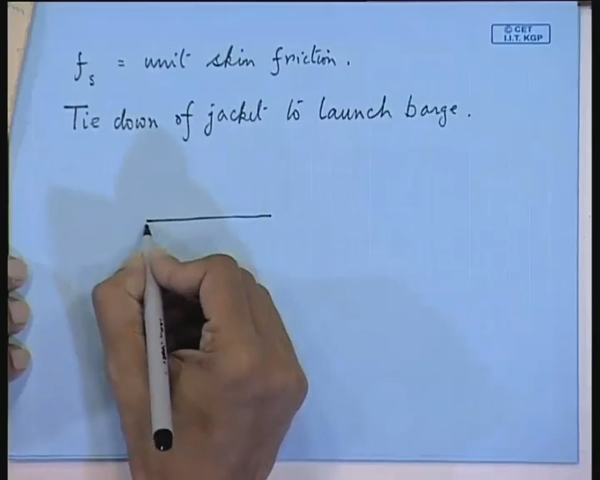 © CET
I.I.T. KGP
fs = unit skin friction.
Tie down of jacket to launch barge.